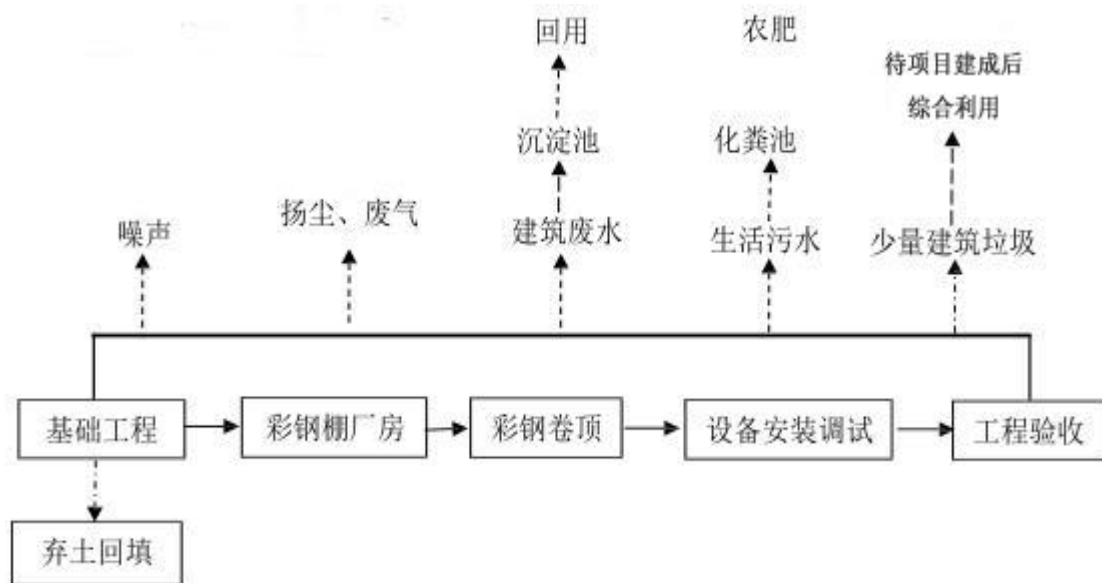 回用
农肥
待项目建成后
综合利用
沉淀池
化粪池
噪声
扬尘、废气
建筑废水
生活污水
少量建筑垃圾
基础工程
彩钢棚厂房
彩钢卷顶
设备安装调试
工程验收
弃土回填